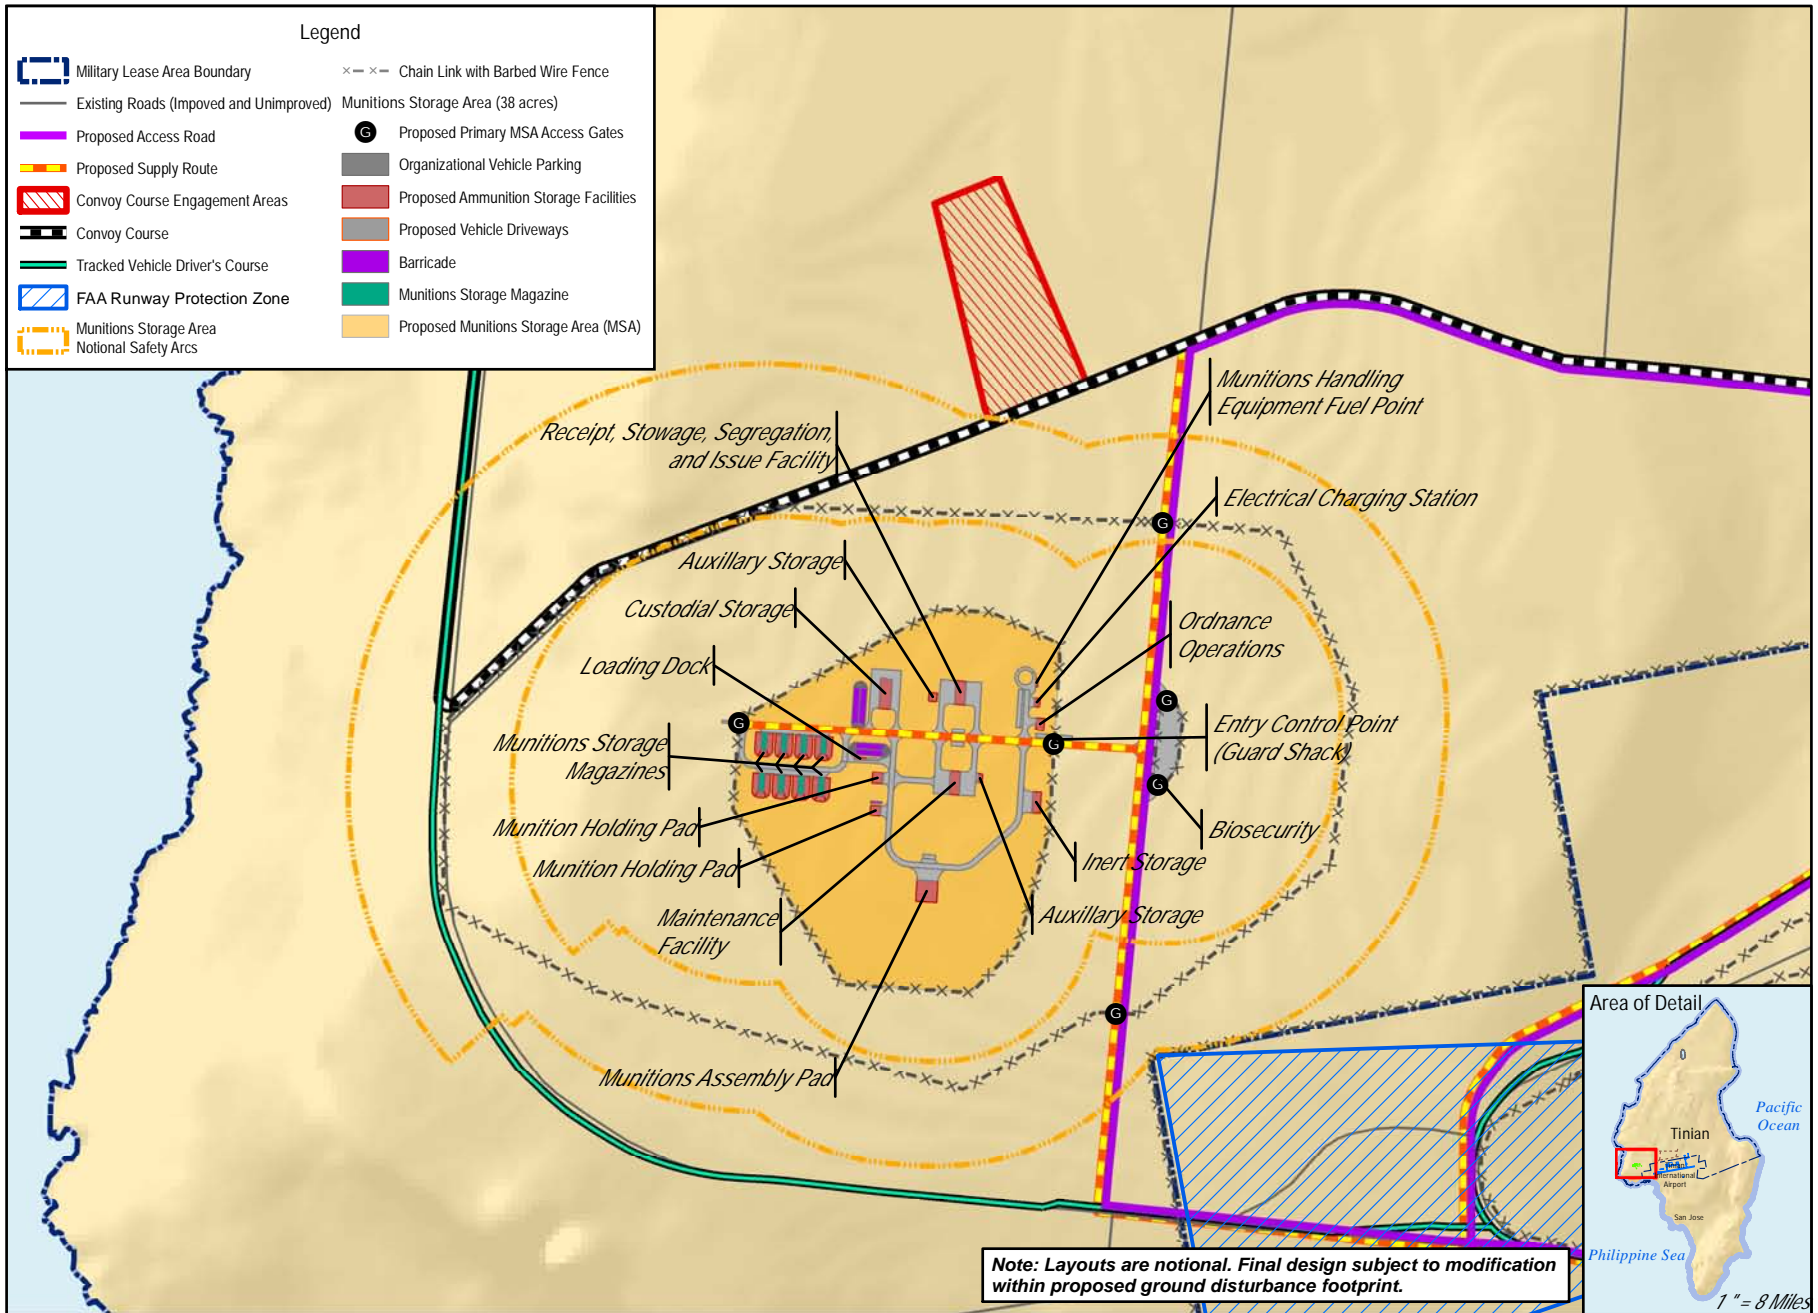 Legend
Military Lease Area Boundary
Existing Roads (Impoved and Unimproved)
Proposed Access Road
Proposed Supply Route
Convoy Course Engagement Areas
Convoy Course
Tracked Vehicle Driver's Course
FAA Runway Protection Zone
Munitions Storage Area
Notional Safety Arcs
Chain Link with Barbed Wire Fence
Munitions Storage Area (38 acres)
G Proposed Primary MSA Access Gates
Organizational Vehicle Parking
Proposed Ammunition Storage Facilities
Proposed Vehicle Driveways
Barricade
Munitions Storage Magazine
Proposed Munitions Storage Area (MSA)
Munitions Handling
Equipment Fuel Point
Receipt, Stowage, Segregation,
and Issue Facility
Electrical Charging Station
G
Auxillary Storage
Custodial Storage
Ordnance
Operations
Loading Dock
G
G
Entry Control Point
(Guard Shack)
G
Munitions Storage
Magazines
G
Munition Holding Pad
Biosecurity
Munition Holding Pad
Inert Storage
Maintenance
Facility
Auxillary Storage
G
Munitions Assembly Pad
Area of Detail
Pacific
Ocean
Tinian
International
Airport
San Jose
Philippine Sea
1 " = 8 Miles
Note: Layouts are notional. Final design subject to modification
within proposed ground disturbance footprint.